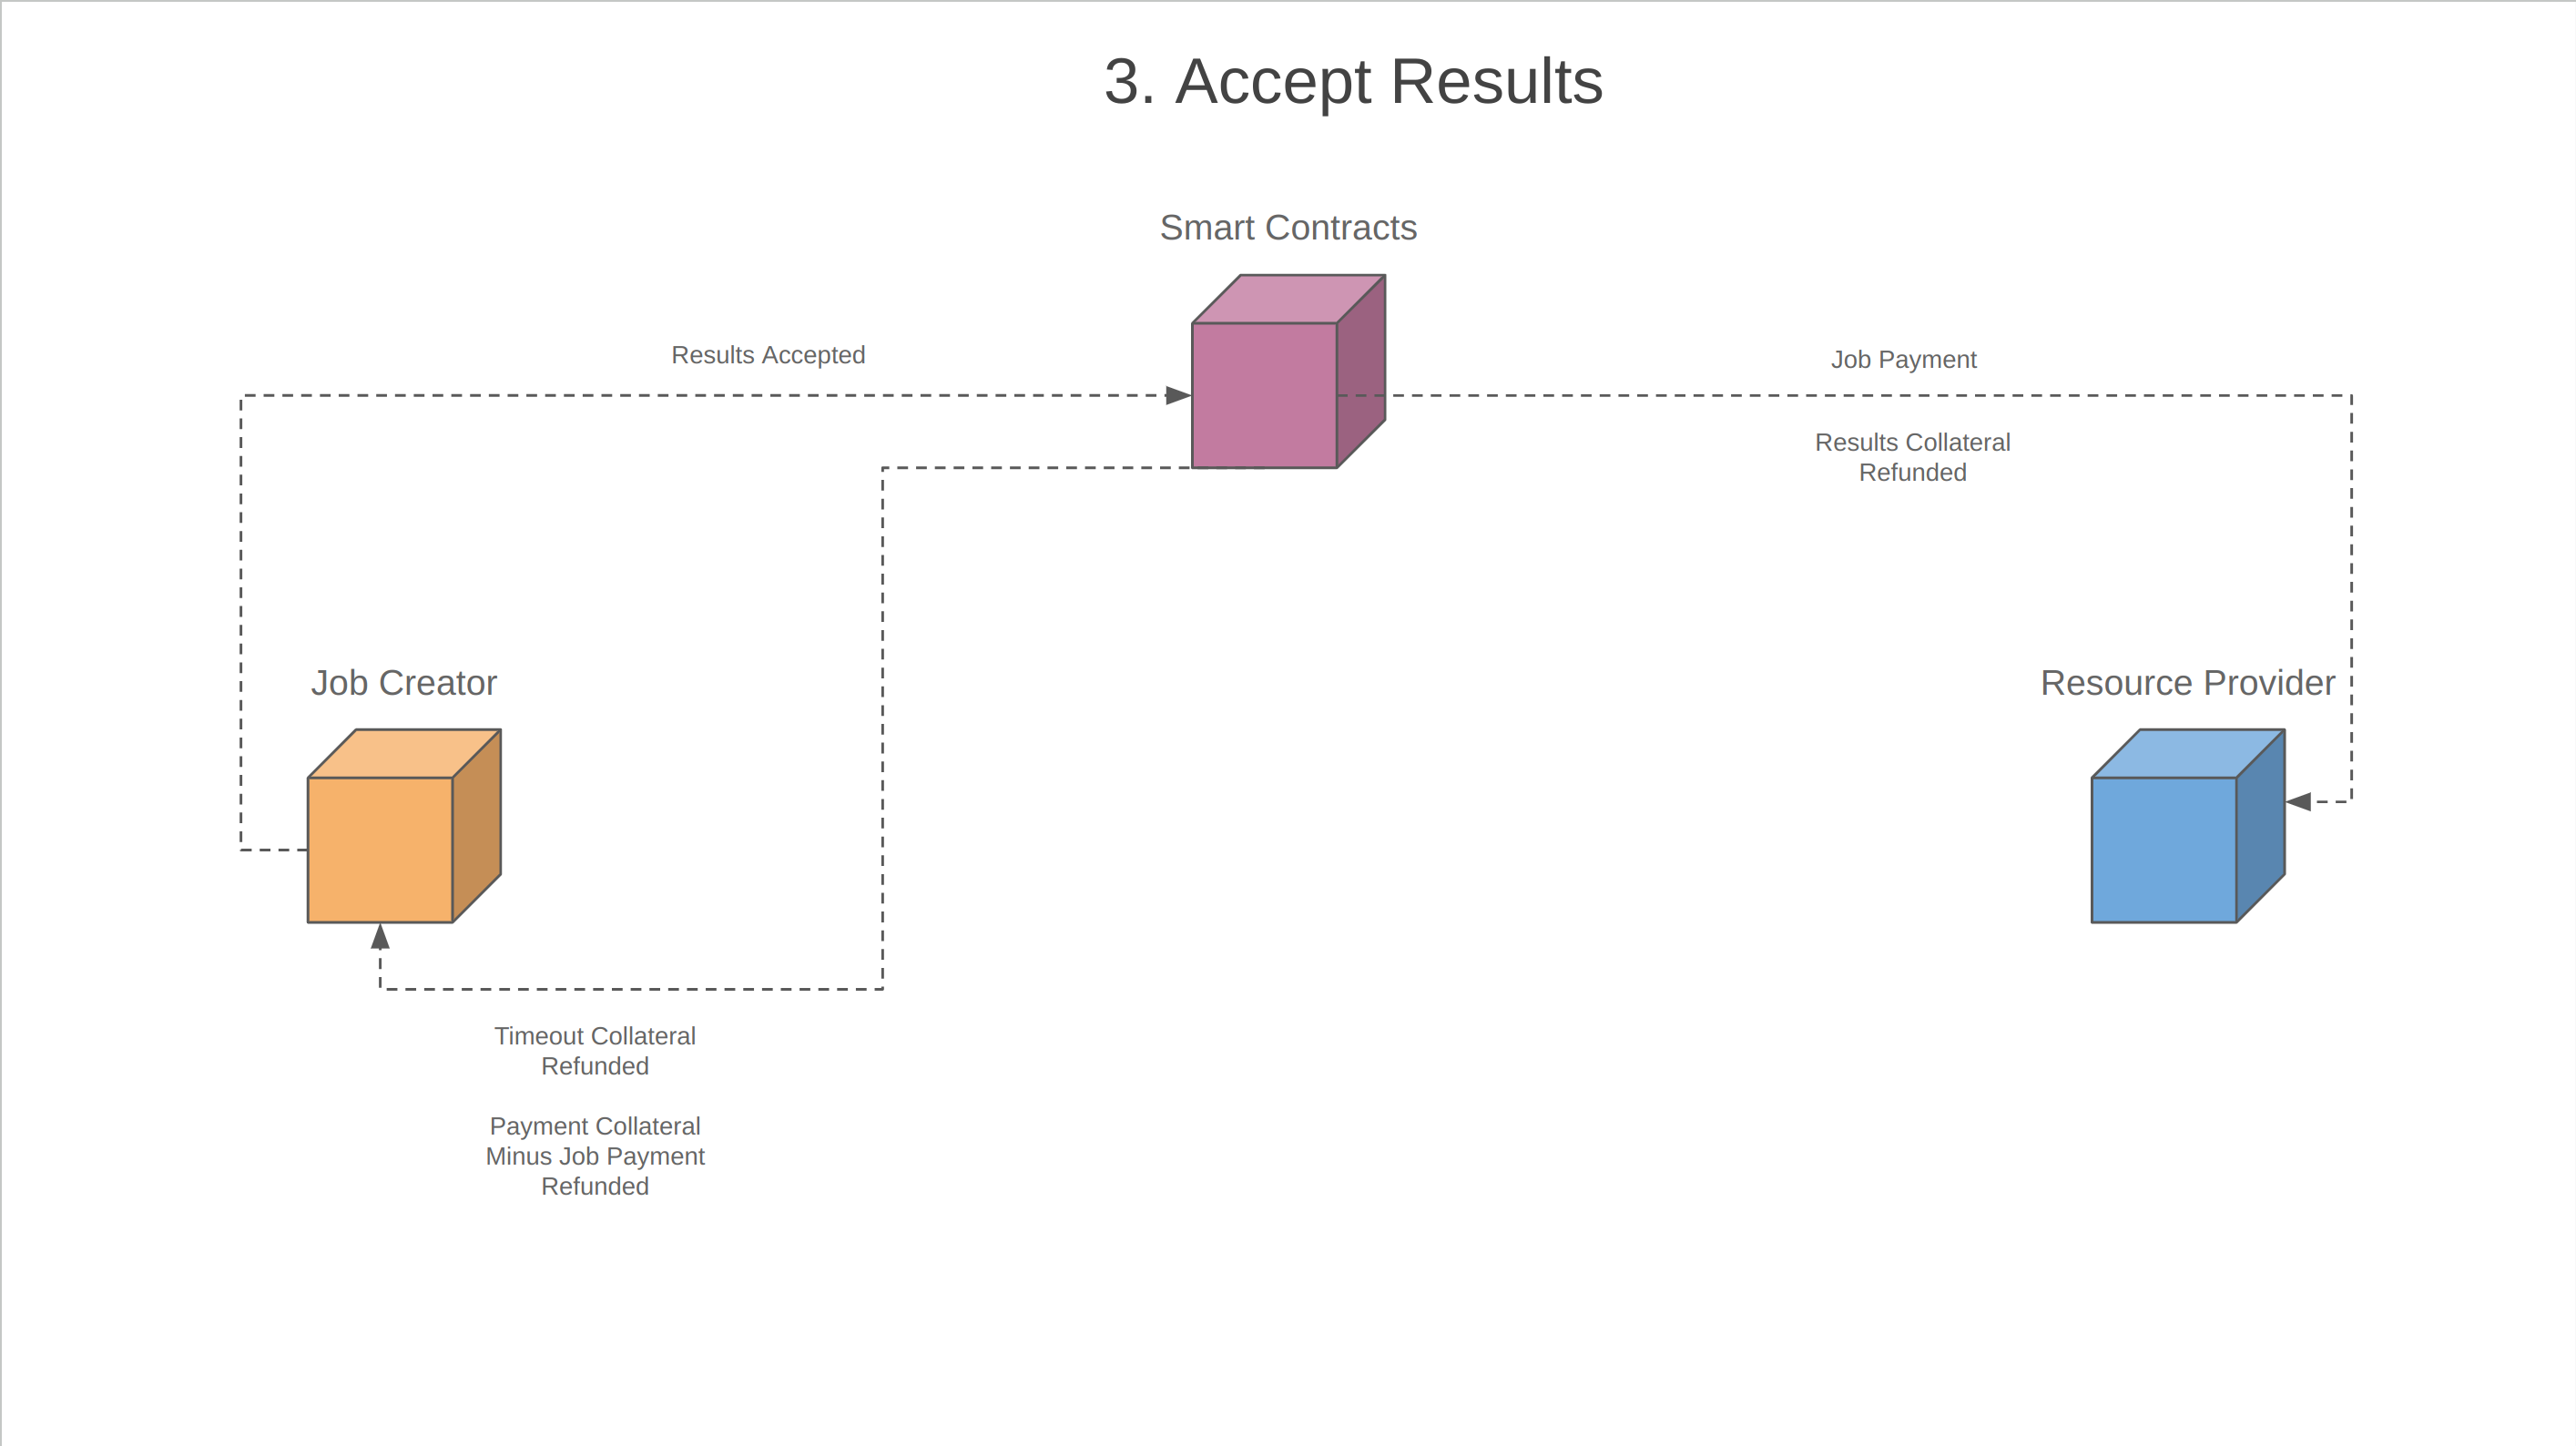 3. Accept Results
Smart Contracts
Results Accepted
Job Payment
Results Collateral
Refunded
Job Creator
Resource Provider
Timeout Collateral
Refunded
Payment Collateral
Minus Job Payment
Refunded